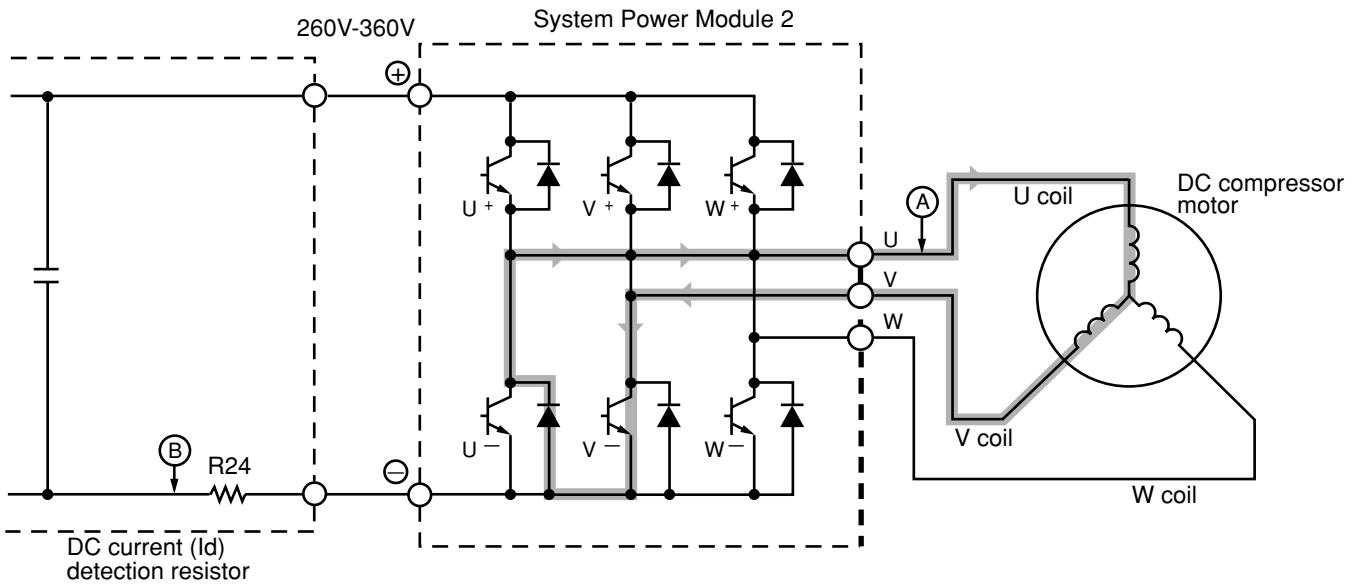 System Power Module 2
260V-360V
+
U +
V +
W +
A
U coil
DC compressor
motor
U
V
W
U —
V —
W —
V coil
W coil
B
R24
—
DC current (Id)
detection resistor